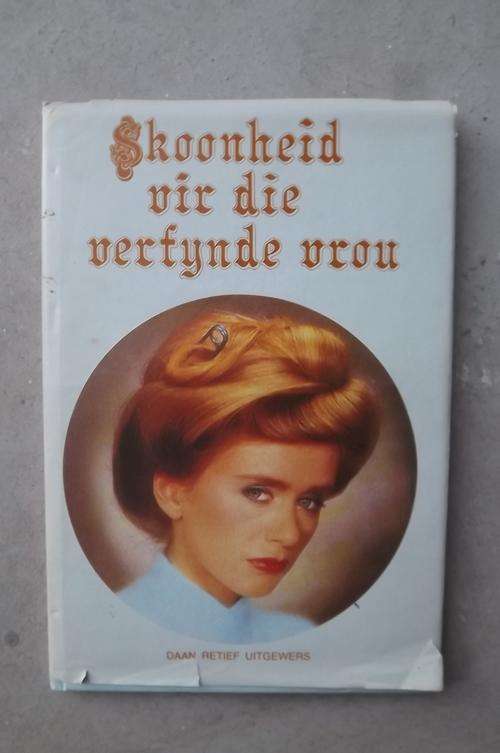 Skoonheid
vir die
verfynde vrou
DAAN RETIEF UITGEWERS